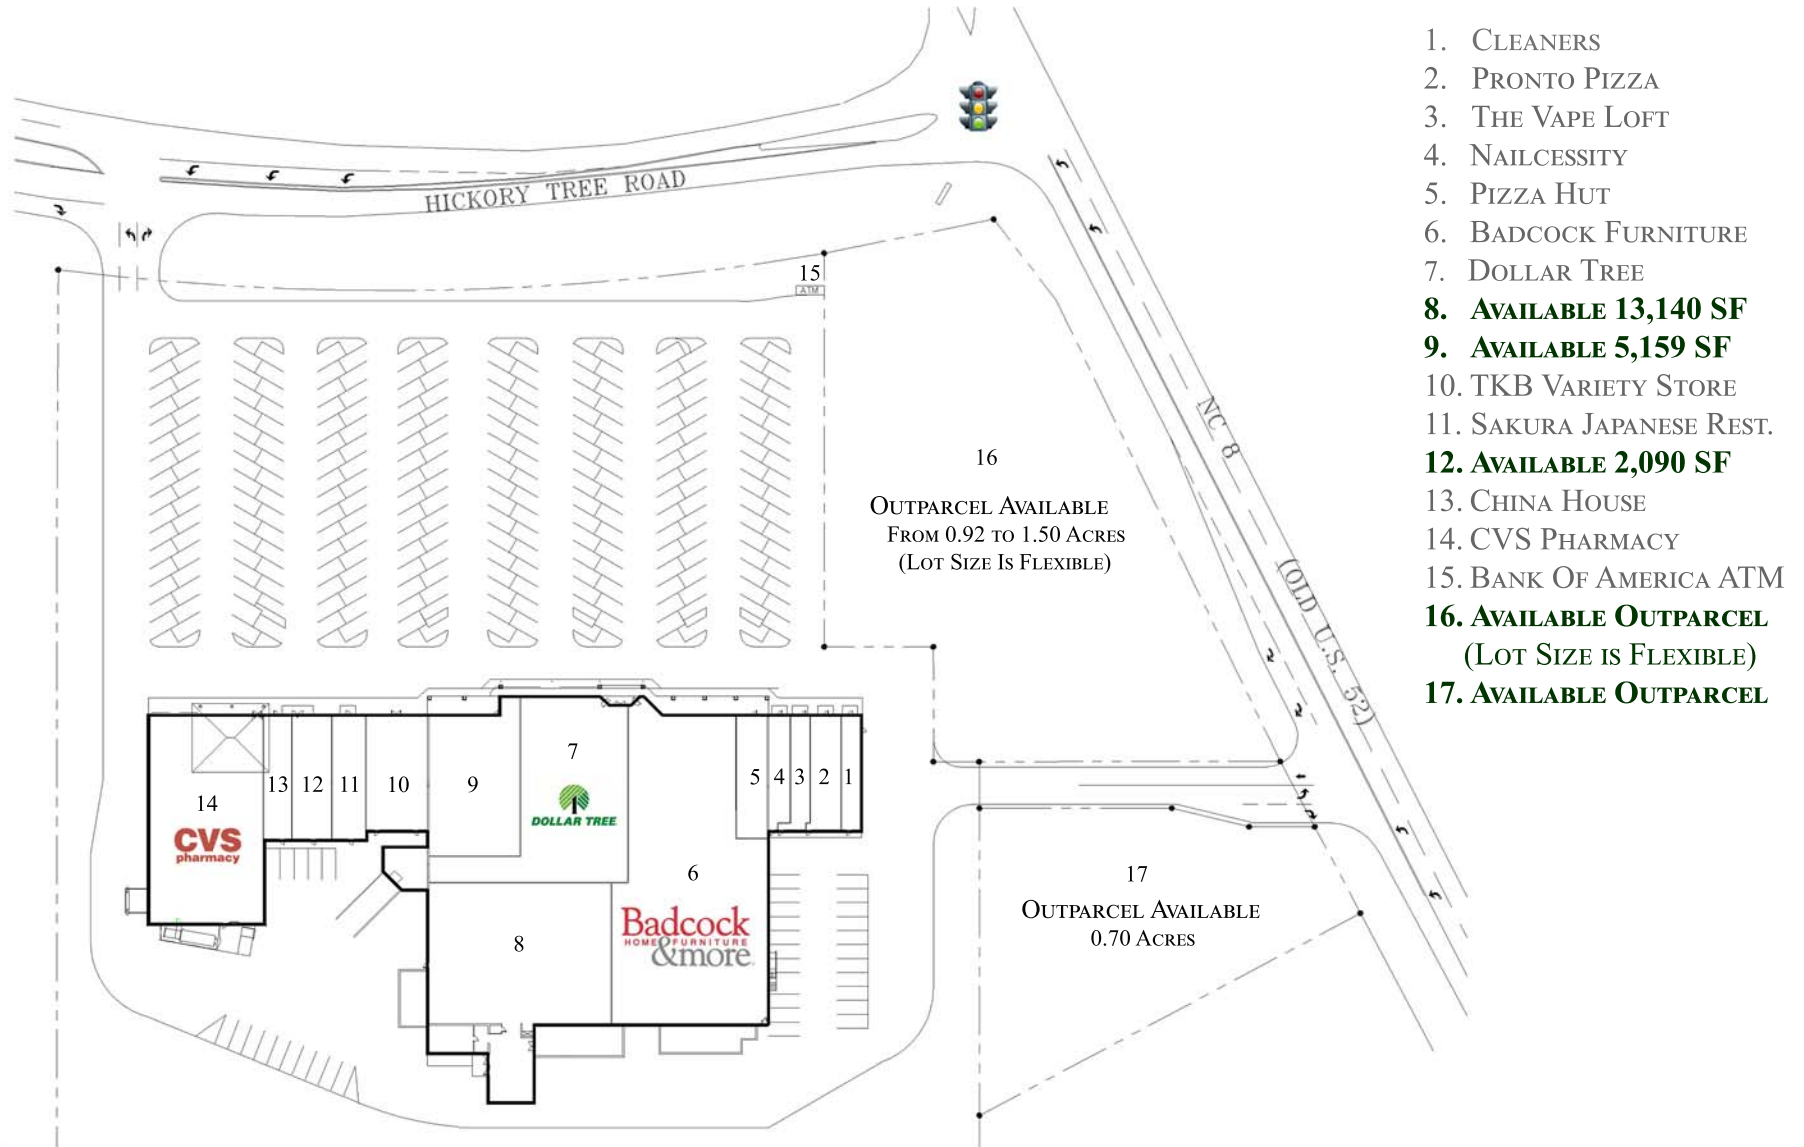 1. Cleaners
2. Pronto Pizza
3. The Vape Loft
4. Nailcessity
5. Pizza Hut
6. Badcock Furniture
7. Dollar Tree
8. Available 13,140 SF
9. Available 5,159 SF
10. TKB Variety Store
11. Sakura Japanese Rest.
12. Available 2,090 SF
13. China House
14. CVS Pharmacy
15. Bank Of America ATM
16. Available Outparcel
(Lot Size is Flexible)
17. Available Outparcel
HICKORY TREE ROAD
15
ATM
NC 8
(OLD U.S. 52)
16
Outparcel Available
From 0.92 to 1.50 Acres
(Lot Size Is Flexible)
14
CVS
pharmacy
13
12
11
10
9
7
DOLLAR TREE
5
4
3
2
1
6
Badcock
HOME FURNITURE
&more
8
17
Outparcel Available
0.70 Acres